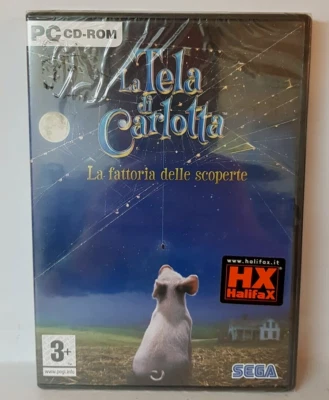 PC CD-ROM
La Tela
di
Carlotta
La fattoria delle scoperte
www.halifax.it
HX
HalifaX
3+
www.pegi.info
SEGA